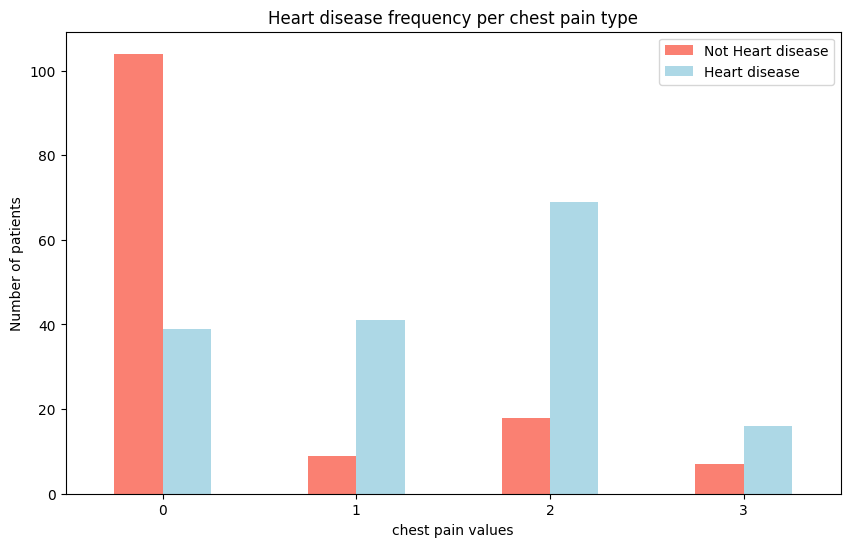 Heart disease frequency per chest pain type
Not Heart disease
Heart disease
Number of patients
100
80
60
40
20
0
0 1 2 3
chest pain values